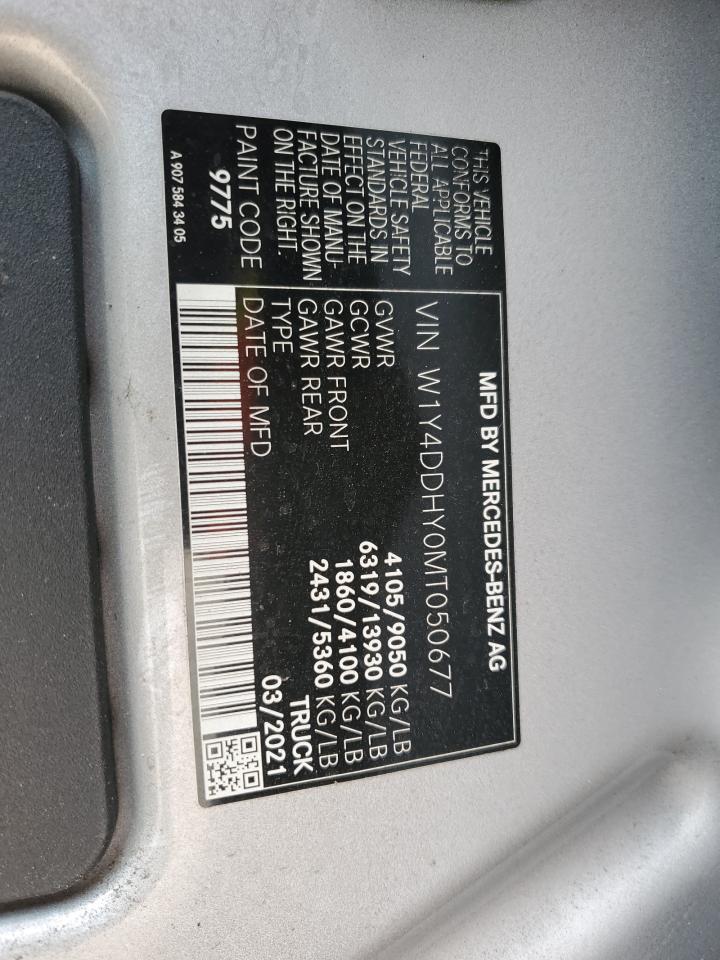 MFD BY MERCEDES-BENZ AG
THIS VEHICLE
CONFORMS TO
ALL APPLICABLE
FEDERAL
VEHICLE SAFETY
STANDARDS IN
EFFECT ON THE
DATE OF MANU-
FACTURE SHOWN
ON THE RIGHT
PAINT CODE
9775
A 907 584 34 05
VIN W1Y4DDHY0MT050677
GVWR 4105/9050 KG/LB
GCWR 6319/13930 KG/LB
GAWR FRONT 1860/4100 KG/LB
GAWR REAR 2431/5360 KG/LB
TYPE TRUCK
DATE OF MFD 03/2021